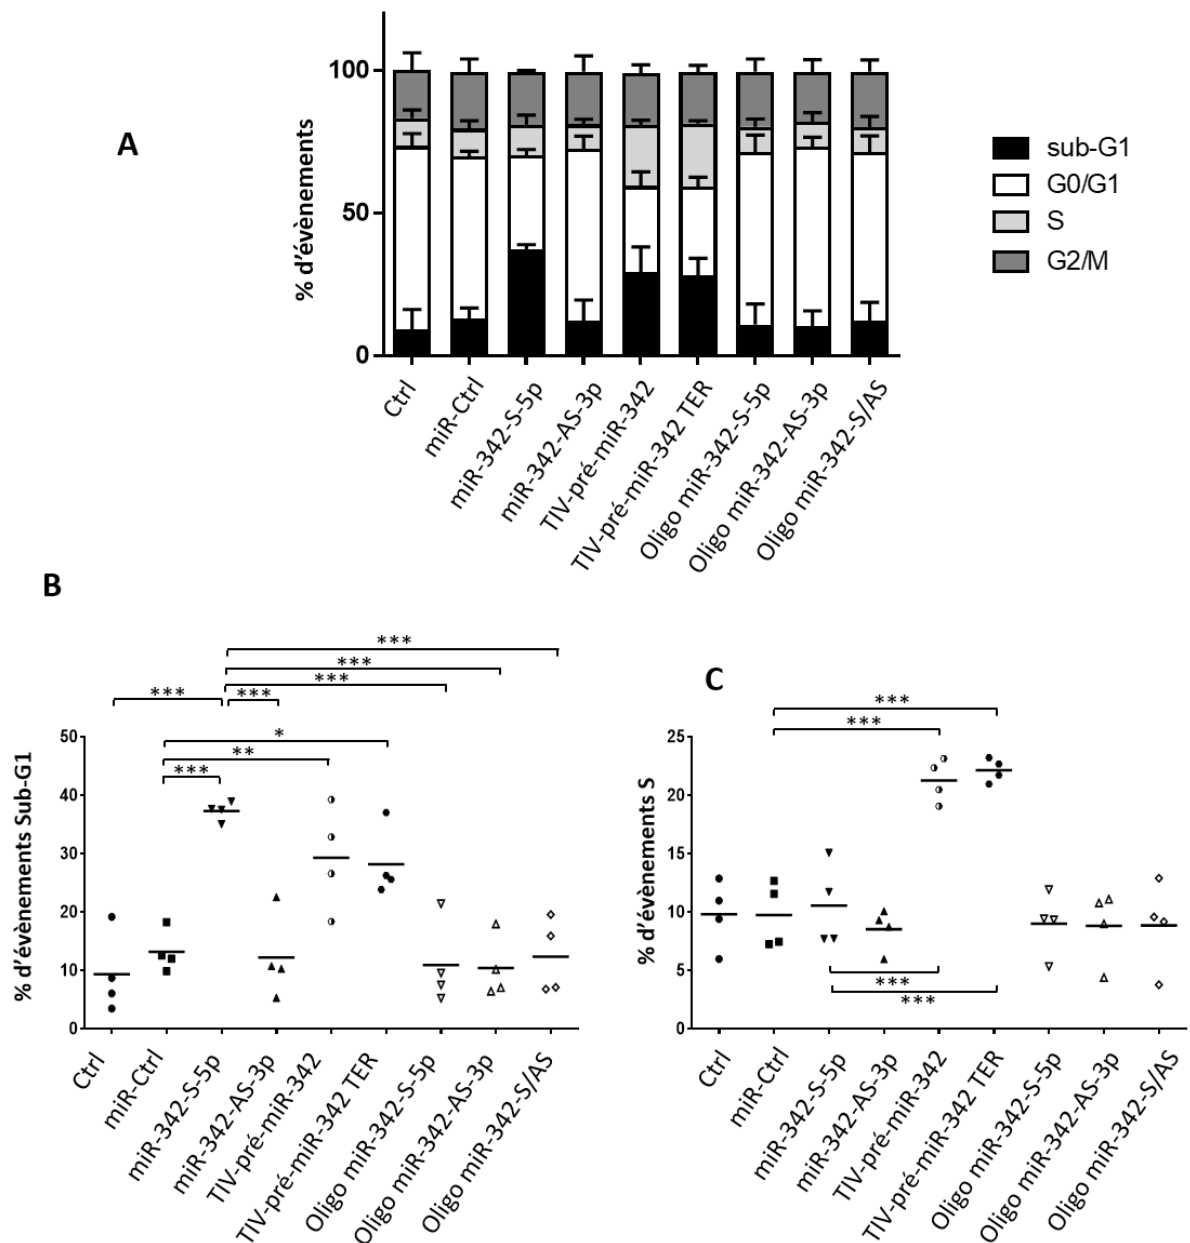 A
% d'évènements
100
50
0
Ctrl
miR-Ctrl
miR-342-S-5p
miR-342-AS-3p
TIV-pré-miR-342
TIV-pré-miR-342 TER
Oligo miR-342-S-5p
Oligo miR-342-AS-3p
Oligo miR-342-S/AS
sub-G1
G0/G1
S
G2/M
B
% d'évènements Sub-G1
50
40
30
20
10
0
***
***
***
***
***
*
**
***
Ctrl
miR-Ctrl
miR-342-S-5p
miR-342-AS-3p
TIV-pré-miR-342
TIV-pré-miR-342 TER
Oligo miR-342-S-5p
Oligo miR-342-AS-3p
Oligo miR-342-S/AS
C
% d'évènements S
25
20
15
10
5
0
***
***
***
***
Ctrl
miR-Ctrl
miR-342-S-5p
miR-342-AS-3p
TIV-pré-miR-342
TIV-pré-miR-342 TER
Oligo miR-342-S-5p
Oligo miR-342-AS-3p
Oligo miR-342-S/AS